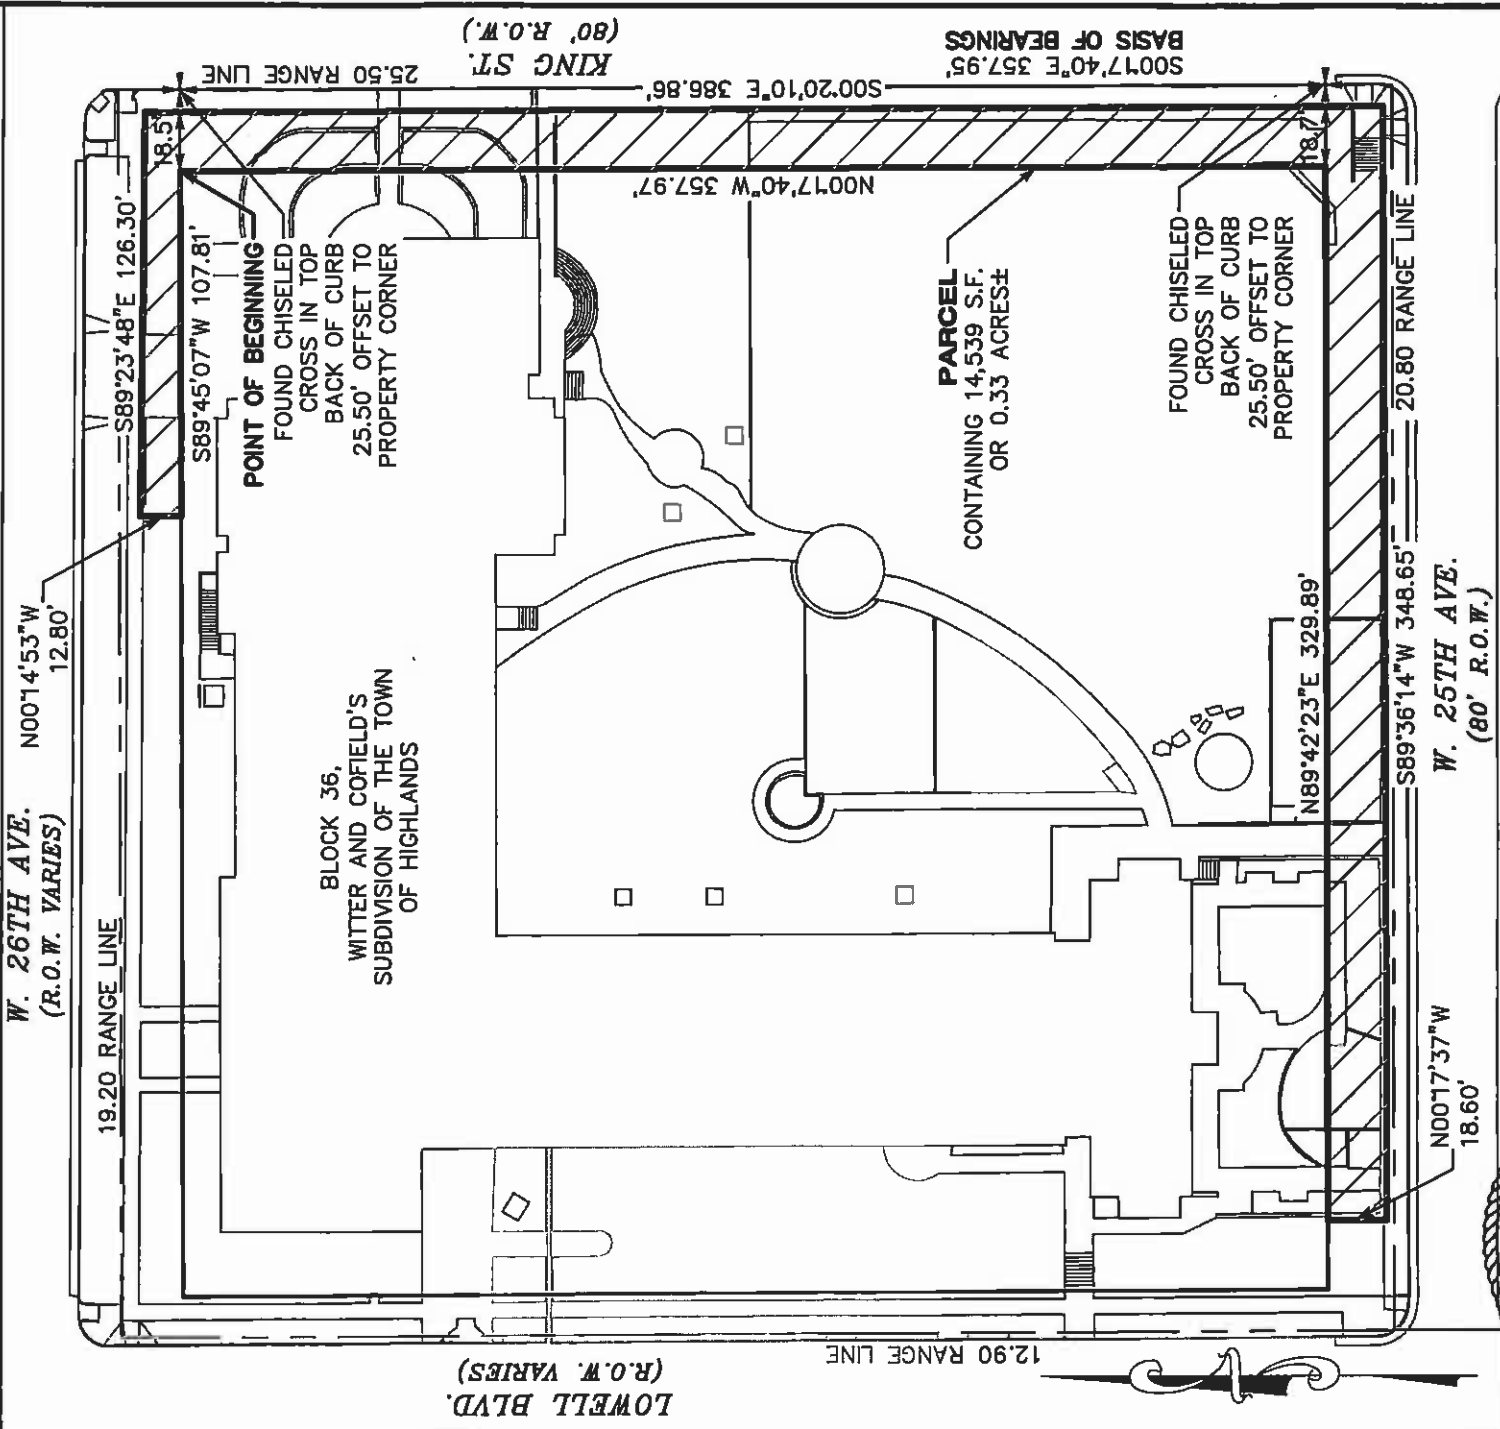 KING ST.
(80' R.O.W.)
25.50 RANGE LINE
S00°20'10"E 386.86'
S00°17'40"E 357.95'
BASIS OF BEARINGS
18.5'
18.7'
N00°17'40"W 357.97'
S89°23'48"E 126.30'
S89°45'07"W 107.81'
POINT OF BEGINNING
FOUND CHISELED
CROSS IN TOP
BACK OF CURB
25.50' OFFSET TO
PROPERTY CORNER
PARCEL
CONTAINING 14,539 S.F.
OR 0.33 ACRES±
FOUND CHISELED
CROSS IN TOP
BACK OF CURB
25.50' OFFSET TO
PROPERTY CORNER
20.80 RANGE LINE
N00°14'53"W
12.80'
W. 26TH AVE.
(R.O.W. VARIES)
19.20 RANGE LINE
BLOCK 36,
WITTER AND COFIELD'S
SUBDIVISION OF THE TOWN
OF HIGHLANDS
N89°42'23"E 329.89'
S89°36'14"W 348.65'
W. 25TH AVE.
(80' R.O.W.)
N00°17'37"W
18.60'
12.90 RANGE LINE
LOWELL BLVD.
(R.O.W. VARIES)
N